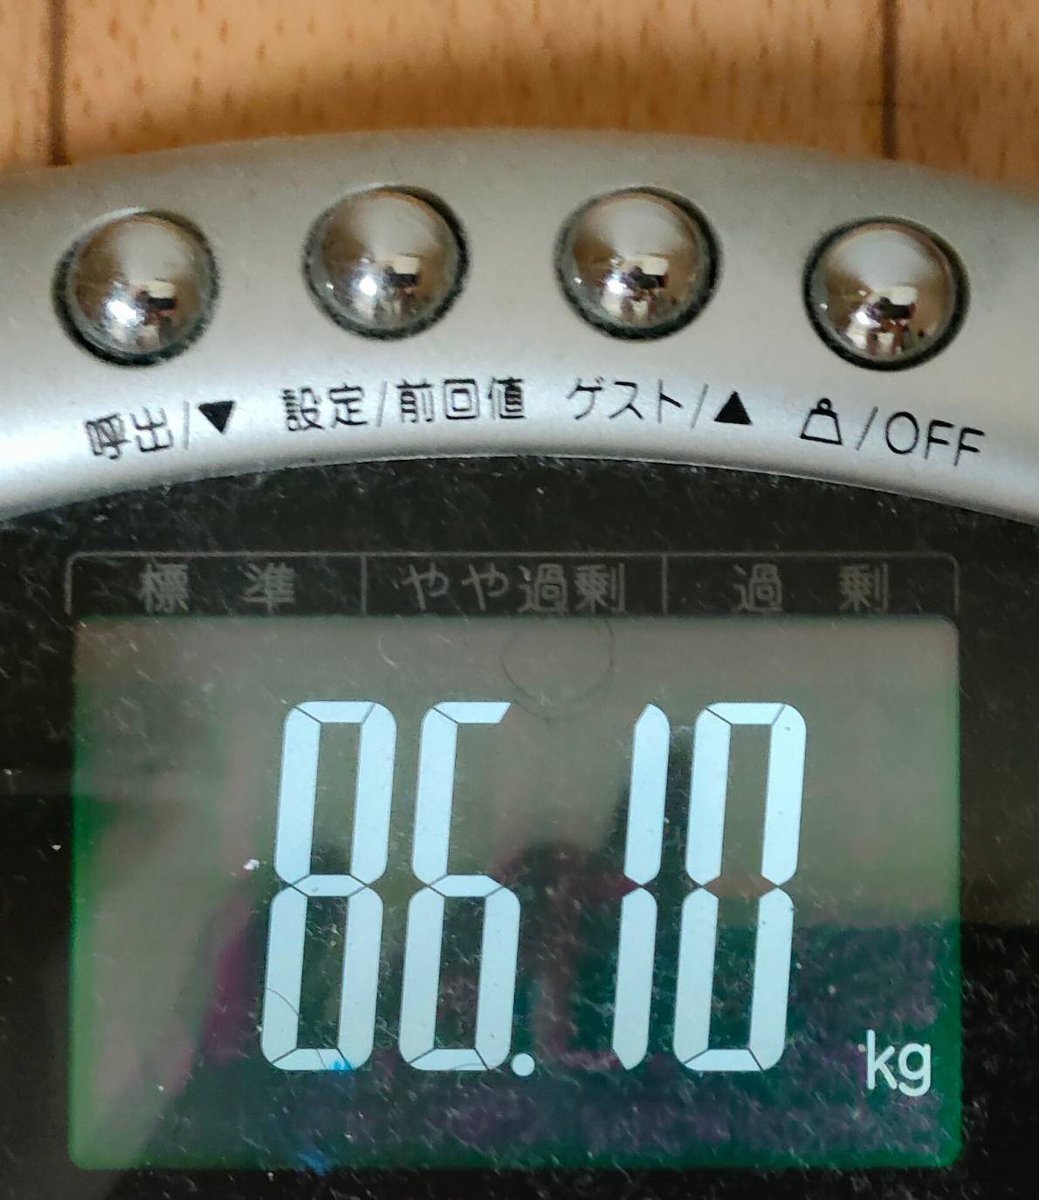 呼出/▼ 設定/前回値 ゲスト/▲ /OFF
標準 やや過剰 過剰
86.10 kg